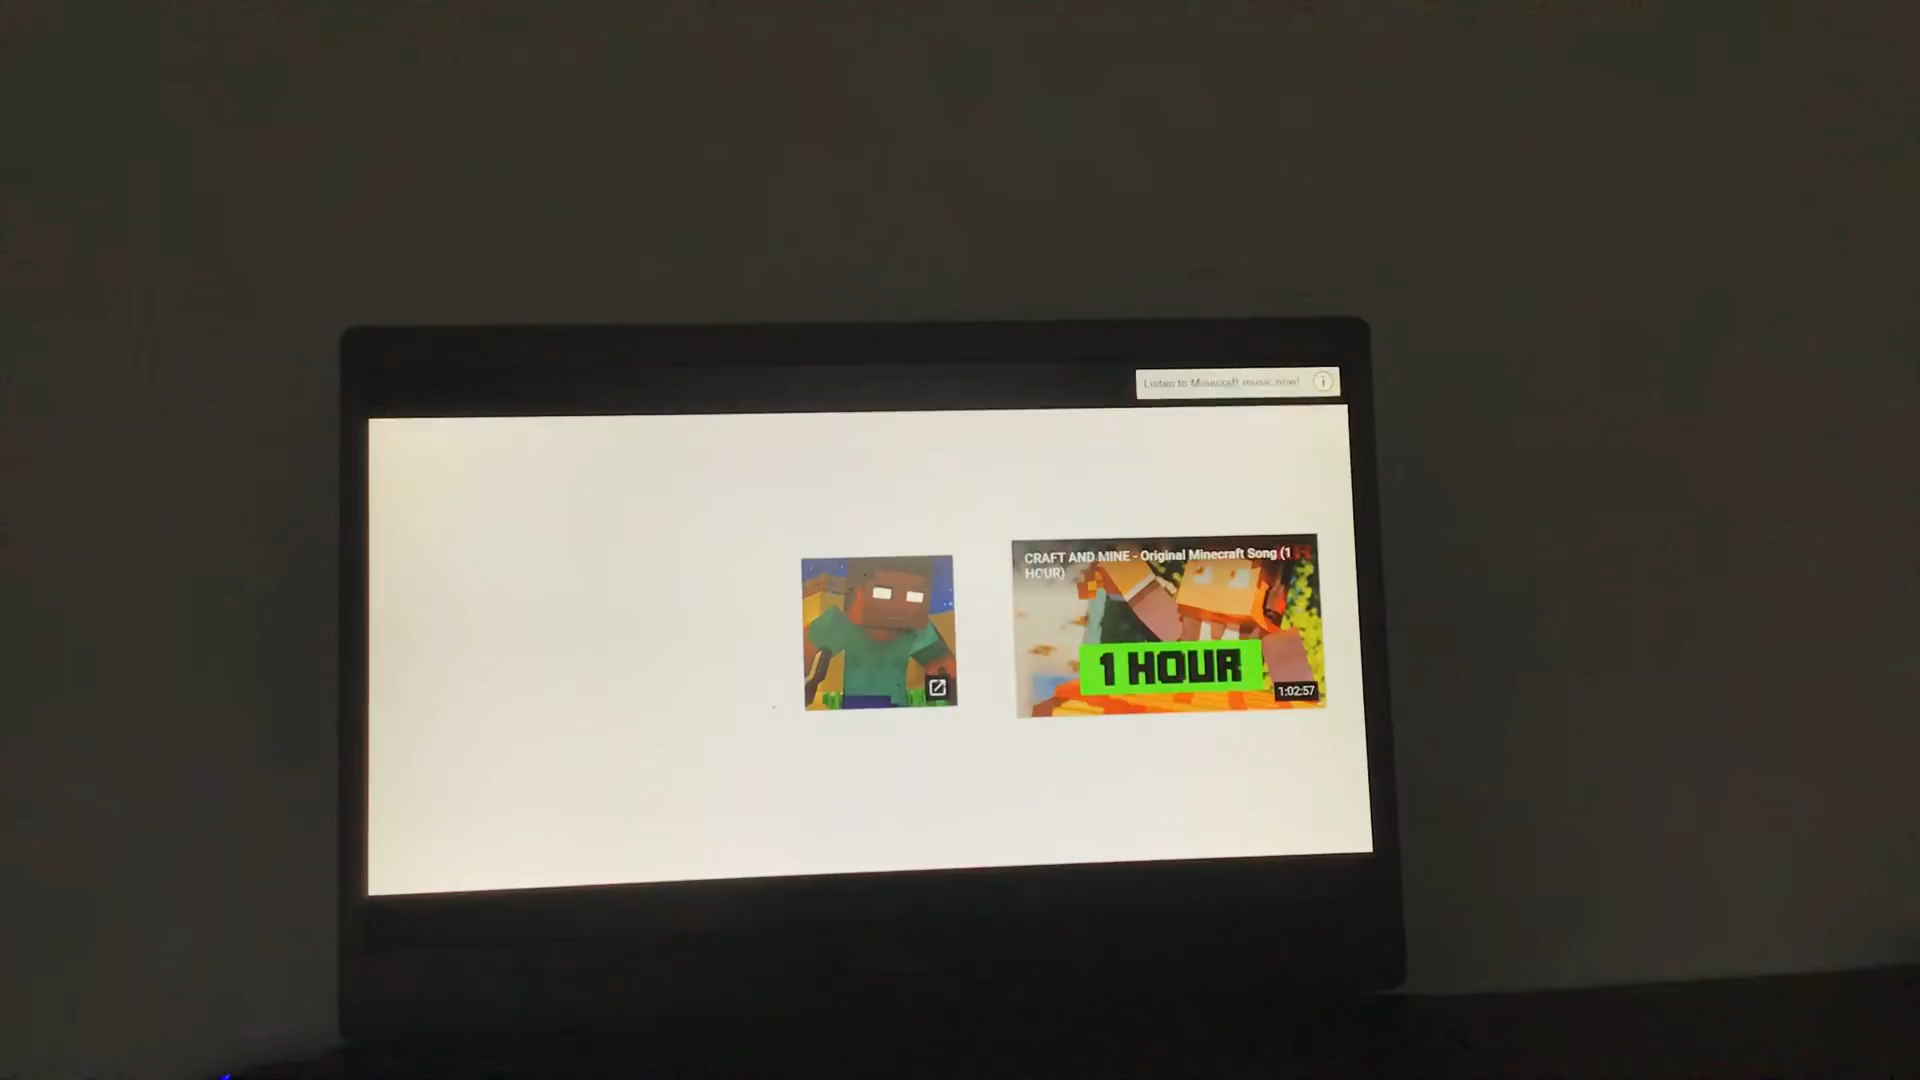 Listen to Minecraft music now!
CRAFT AND MINE - Original Minecraft Song (1
HOUR)
1 HOUR
1:02:57